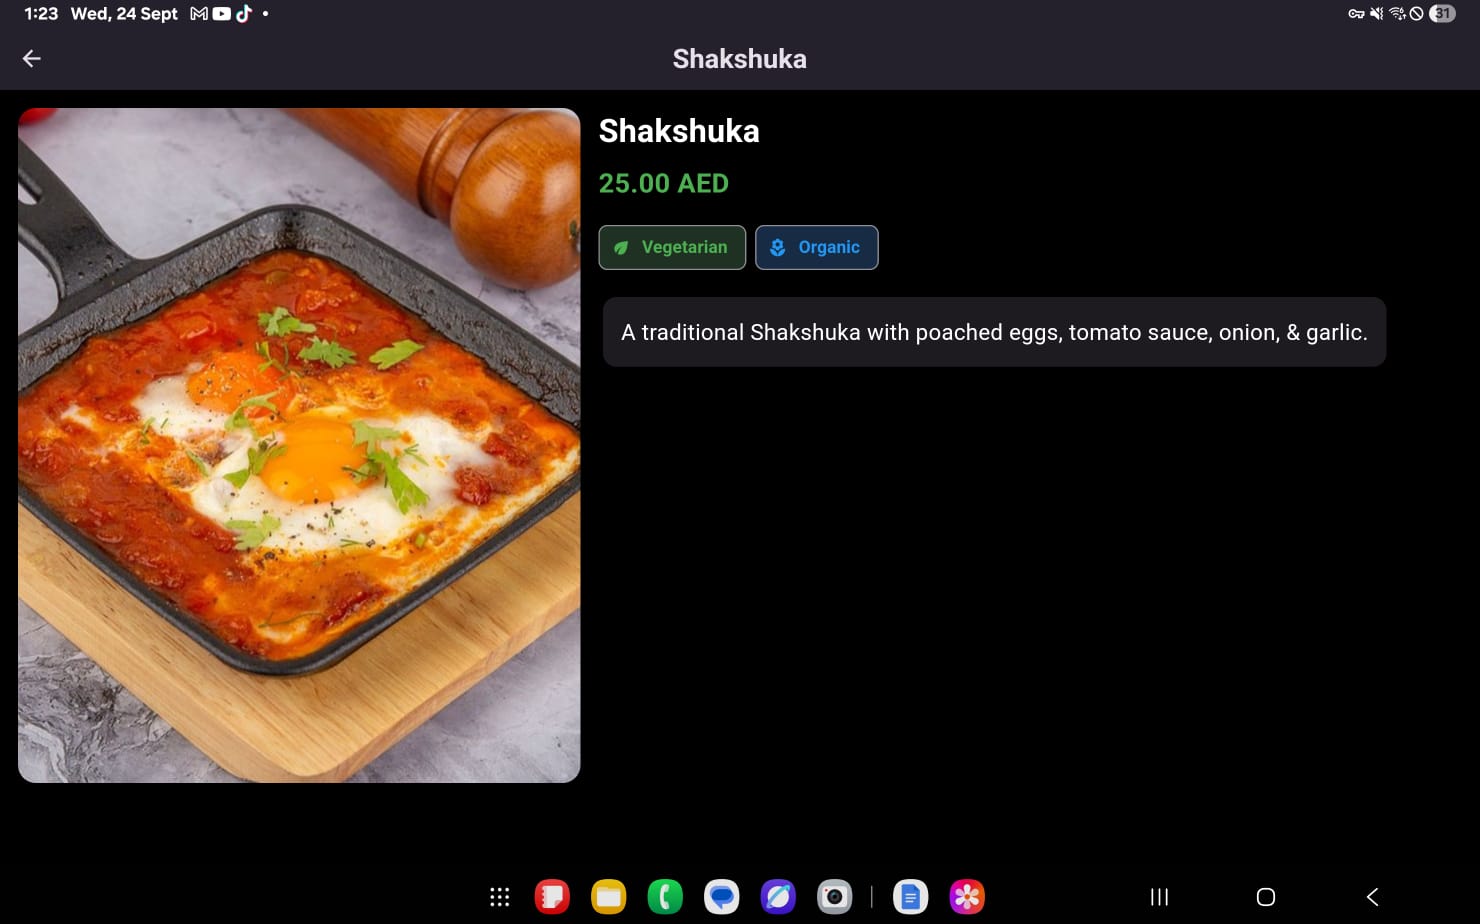 1:23 Wed, 24 Sept
31
Shakshuka
Shakshuka
25.00 AED
Vegetarian
Organic
A traditional Shakshuka with poached eggs, tomato sauce, onion, & garlic.